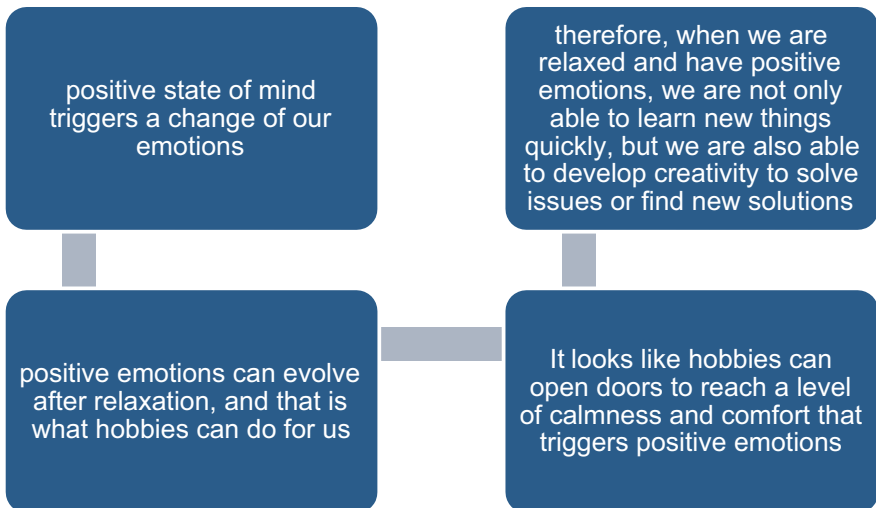 positive state of mind
triggers a change of our
emotions
positive emotions can evolve
after relaxation, and that is
what hobbies can do for us
It looks like hobbies can
open doors to reach a level
of calmness and comfort that
triggers positive emotions
therefore, when we are
relaxed and have positive
emotions, we are not only
able to learn new things
quickly, but we are also able
to develop creativity to solve
issues or find new solutions